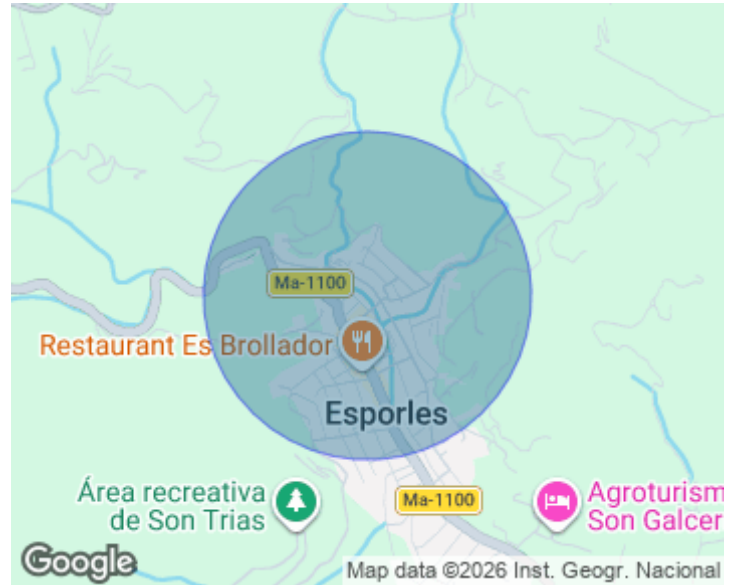 Ma-1100
Restaurant Es Brollador
Esporles
Área recreativa
de Son Trias
Ma-1100
Agroturism
Son Galcer
Google
Map data ©2026 Inst. Geogr. Nacional